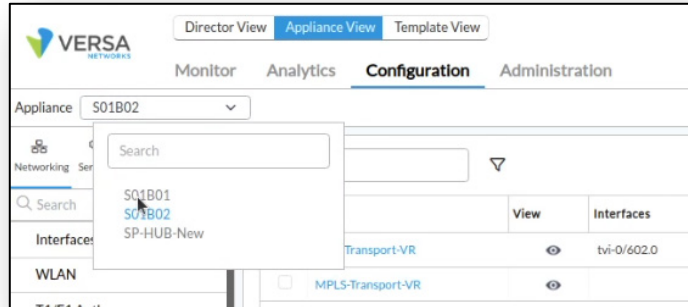 VERSA
NETWORKS
Director View Appliance View Template View
Monitor Analytics Configuration Administration
Appliance S01B02
Networking Ser
Search
Search
S01B01
S01B02
SP-HUB-New
Interfaces
WLAN
View Interfaces
-Transport-VR tvi-0/602.0
MPLS-Transport-VR